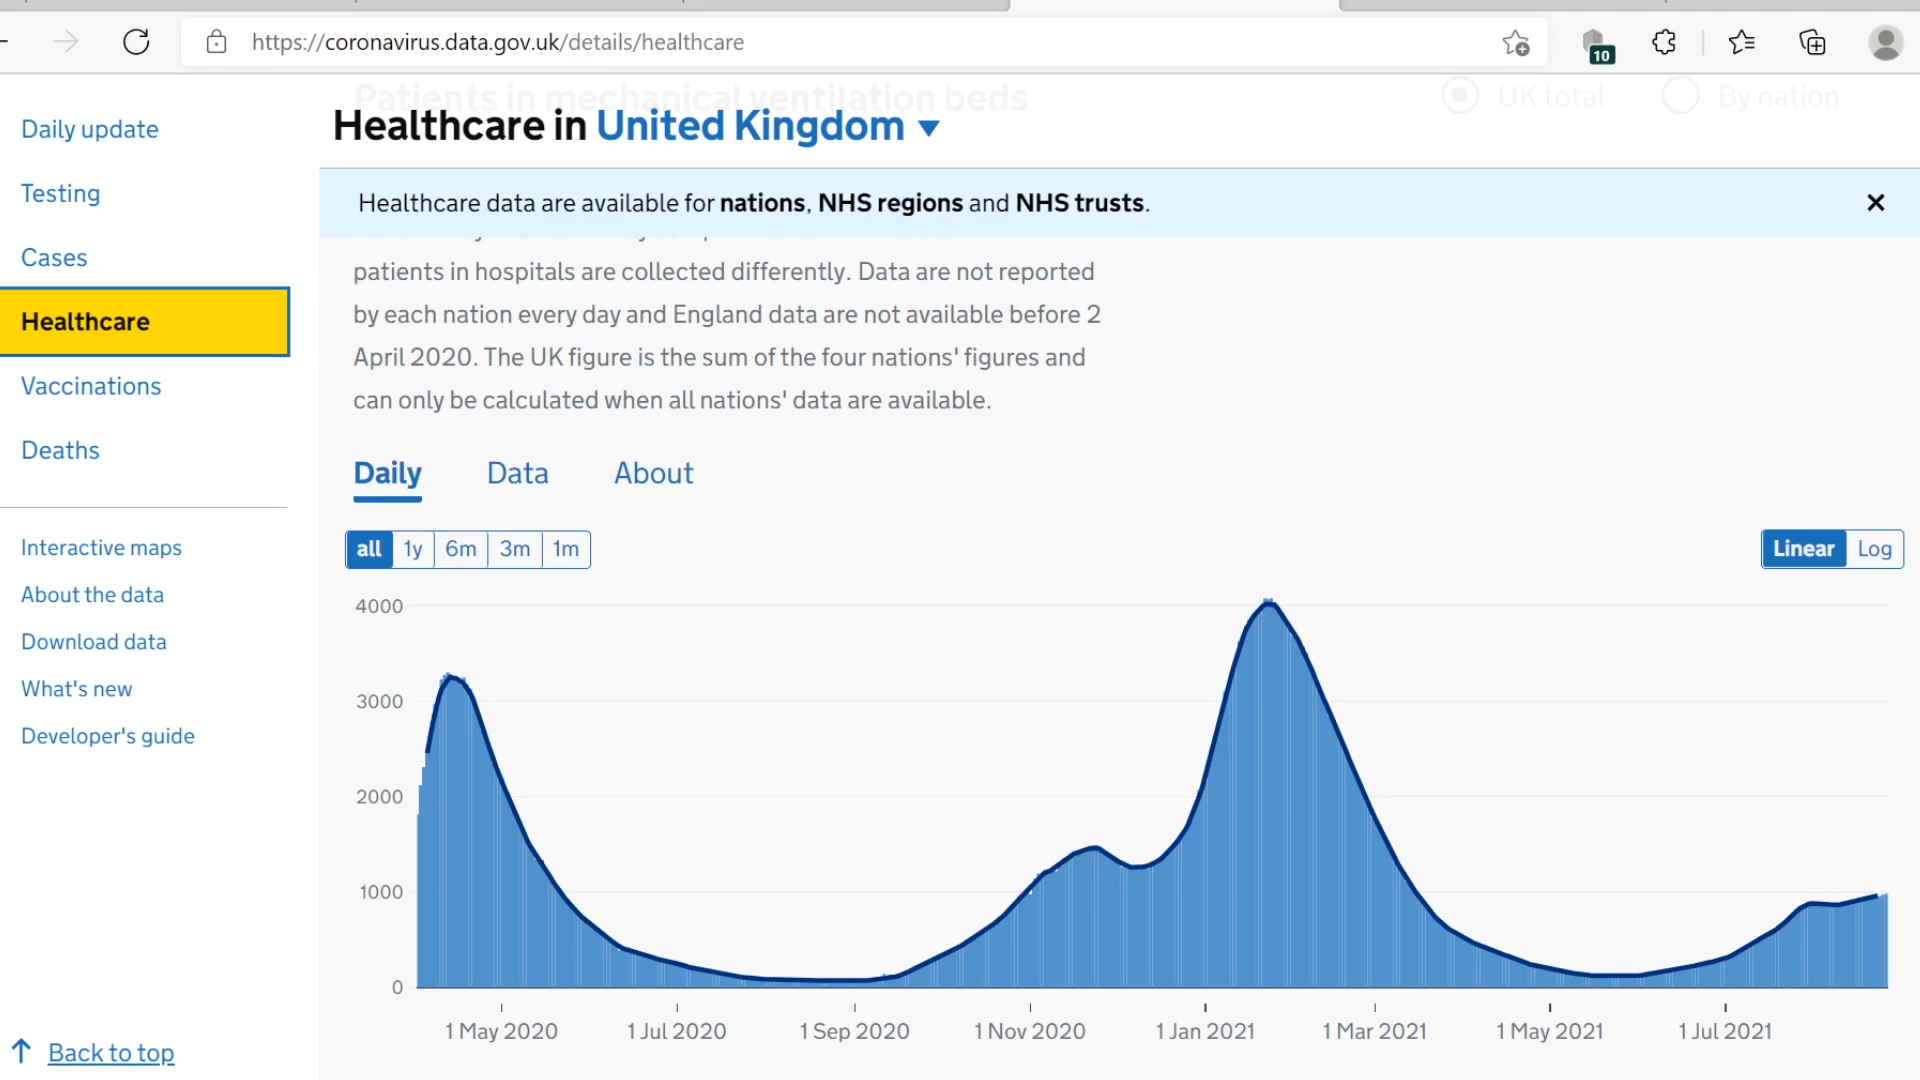 https://coronavirus.data.gov.uk/details/healthcare
10
Patients in mechanical ventilation beds
UK total
By nation
Healthcare in United Kingdom
Healthcare data are available for nations, NHS regions and NHS trusts.
Daily update
Testing
Cases
Healthcare
Vaccinations
Deaths
Interactive maps
About the data
Download data
What's new
Developer's guide
Back to top
patients in hospitals are collected differently. Data are not reported
by each nation every day and England data are not available before 2
April 2020. The UK figure is the sum of the four nations' figures and
can only be calculated when all nations' data are available.
Daily Data About
all 1y 6m 3m 1m
Linear Log
4000
3000
2000
1000
0
1 May 2020 1 Jul 2020 1 Sep 2020 1 Nov 2020 1 Jan 2021 1 Mar 2021 1 May 2021 1 Jul 2021